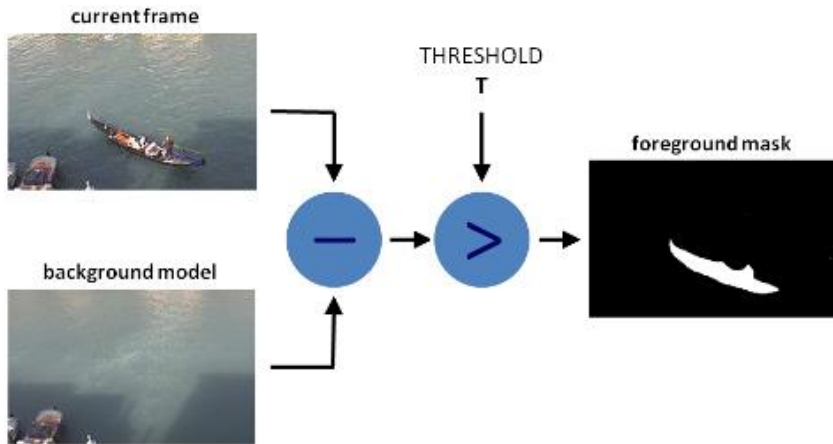 current frame
THRESHOLD
T
foreground mask
background model